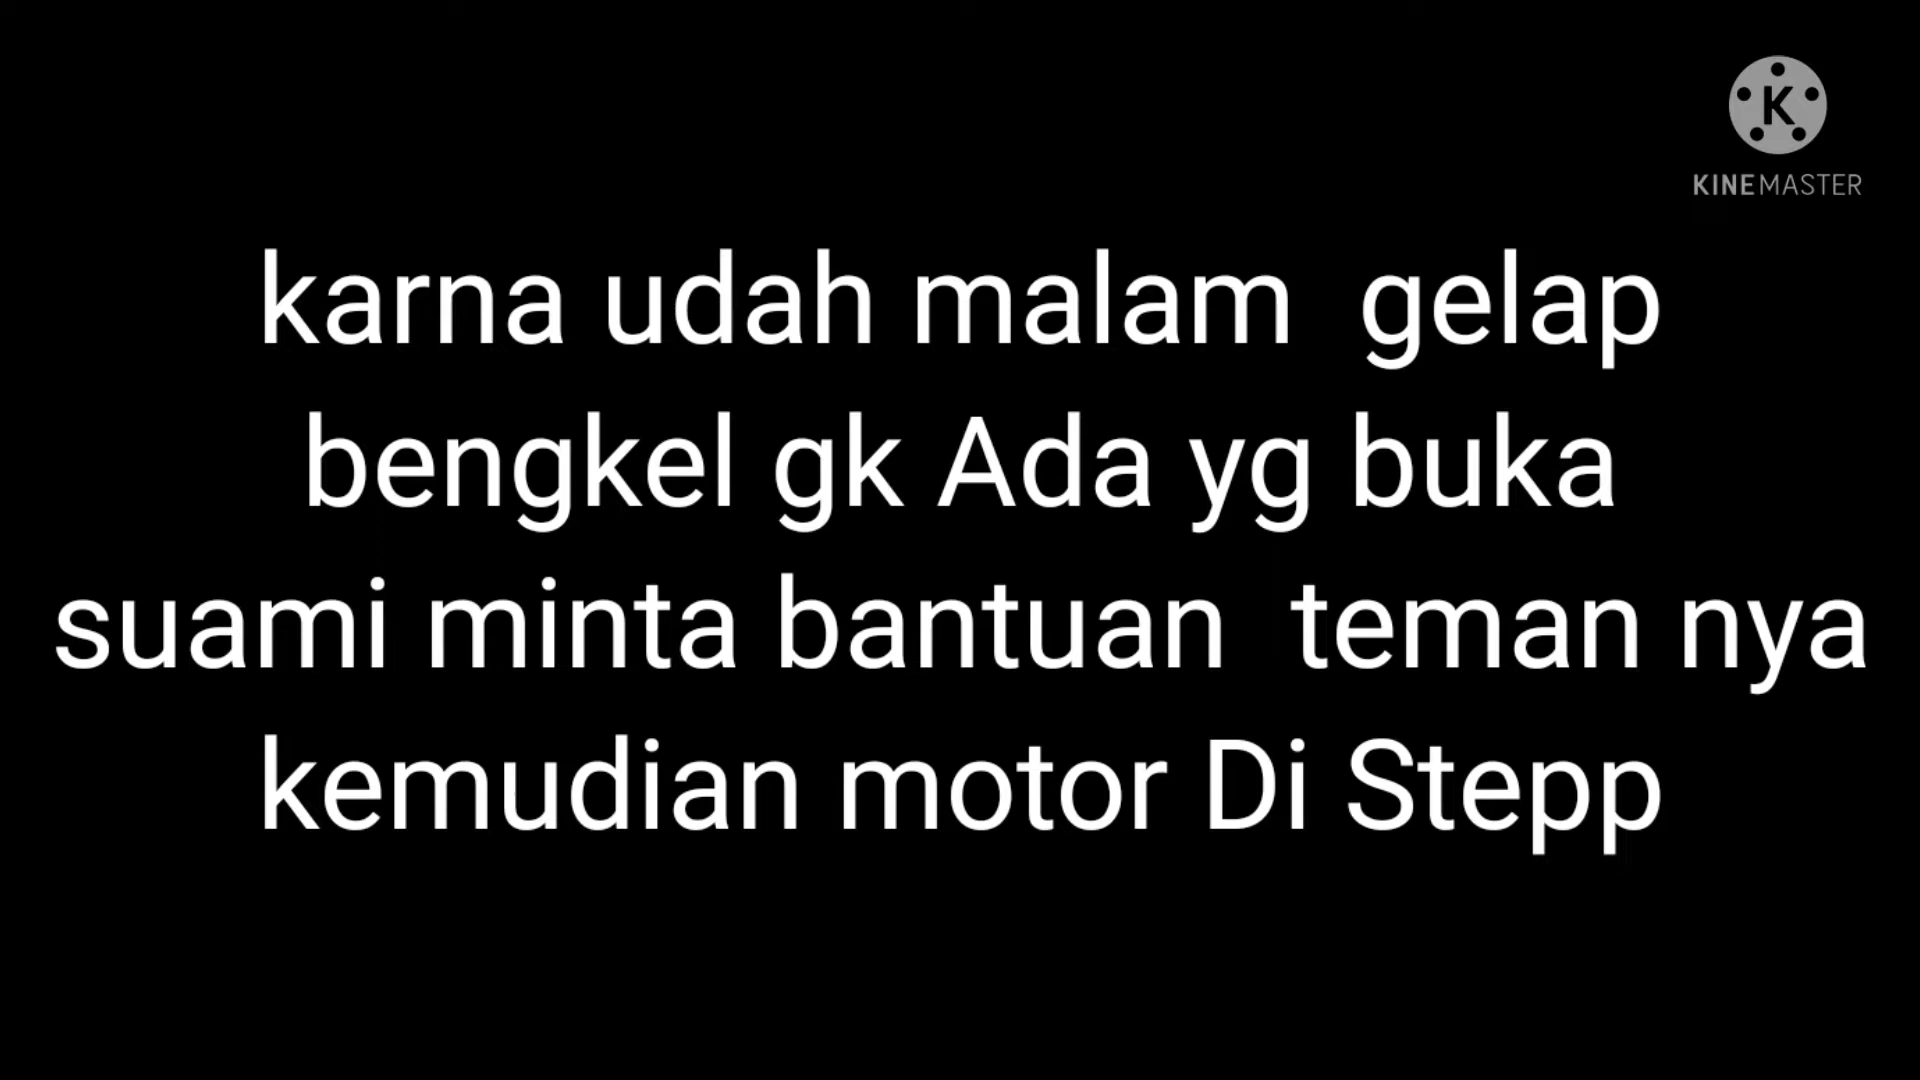 K
KINEMASTER
karna udah malam  gelap
bengkel gk Ada yg buka
suami minta bantuan  teman nya
kemudian motor Di Stepp